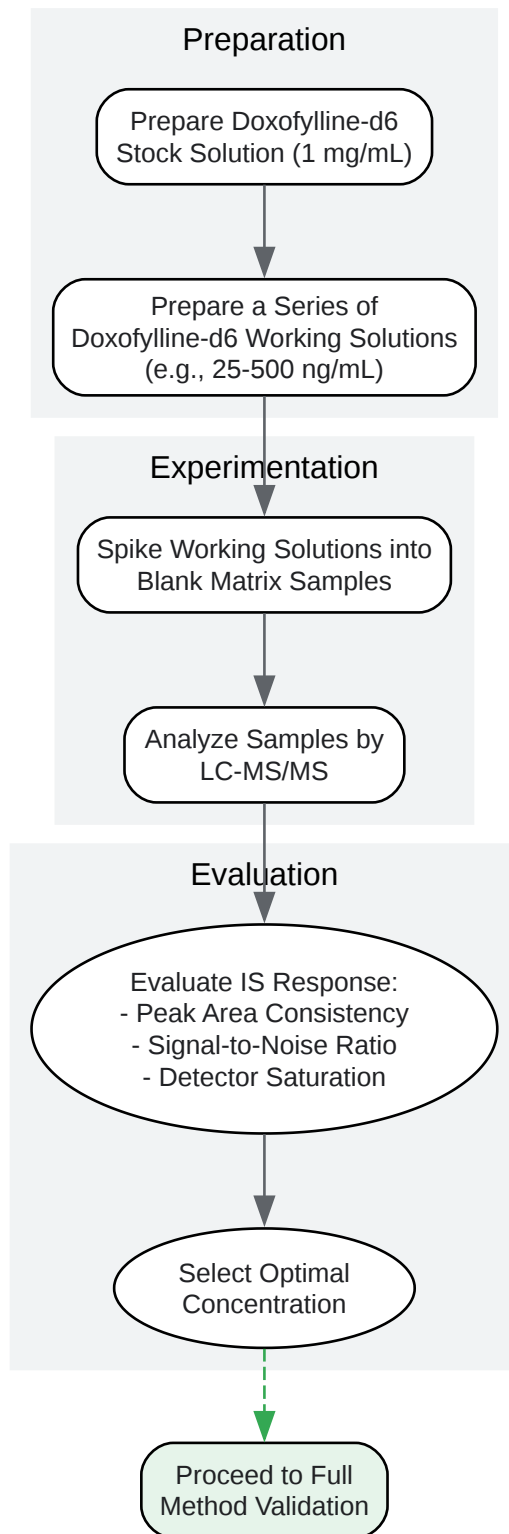 Preparation
Prepare Doxofylline-d6
Stock Solution (1 mg/mL)
Prepare a Series of
Doxofylline-d6 Working Solutions
(e.g., 25-500 ng/mL)
Experimentation
Spike Working Solutions into
Blank Matrix Samples
Analyze Samples by
LC-MS/MS
Evaluation
Evaluate IS Response:
- Peak Area Consistency
- Signal-to-Noise Ratio
- Detector Saturation
Select Optimal
Concentration
Proceed to Full
Method Validation